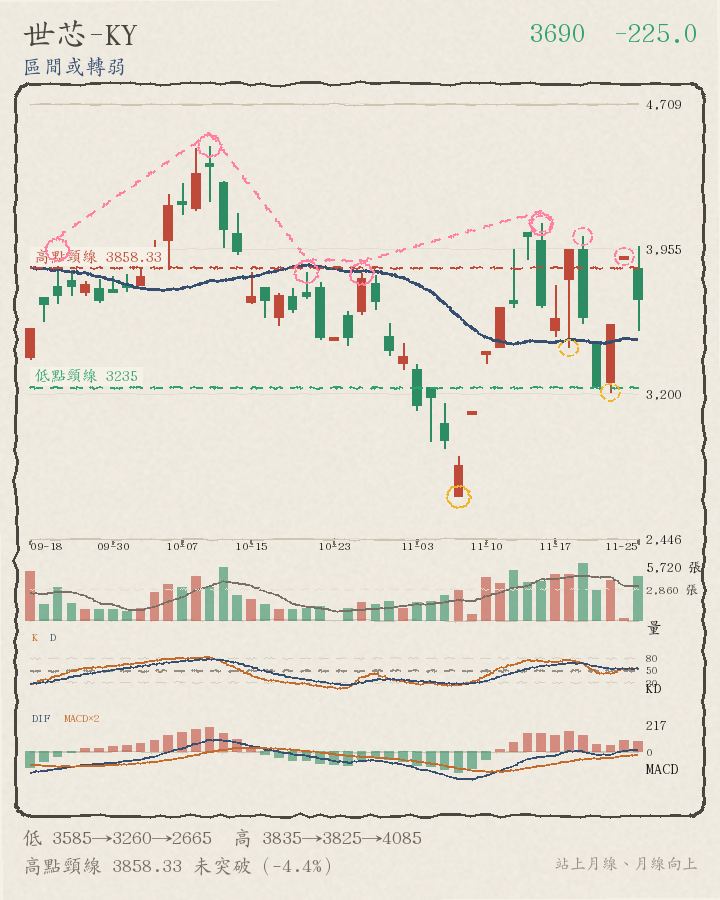 世芯-KY 3690 -225.0
區間或轉弱
4,709
高點頸線 3858.33
3,955
低點頸線 3235
3,200
2,446
09-18 09-30 10-07 10-15 10-23 11-03 11-10 11-17 11-25
5,720 張
2,860 張
量
K D
80
50
20
KD
DIF MACD×2
217
0
MACD
低 3585→3260→2665 高 3835→3825→4085
高點頸線 3858.33 未突破 (-4.4%)
站上月線、月線向上